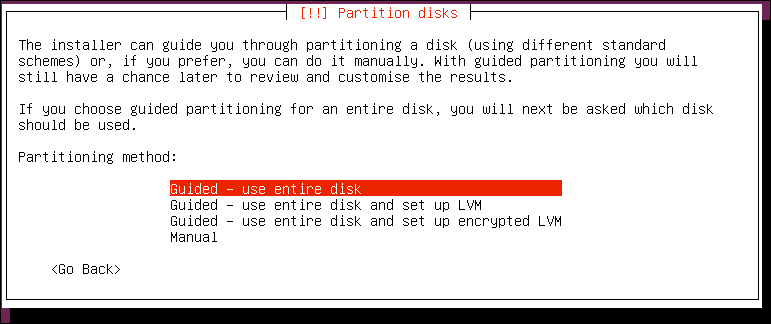 [!!] Partition disks
The installer can guide you through partitioning a disk (using different standard
schemes) or, if you prefer, you can do it manually. With guided partitioning you will
still have a chance later to review and customise the results.
If you choose guided partitioning for an entire disk, you will next be asked which disk
should be used.
Partitioning method:
Guided – use entire disk
Guided – use entire disk and set up LVM
Guided – use entire disk and set up encrypted LVM
Manual
<Go Back>